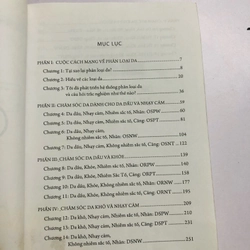 MỤC LỤC
PHẦN I: CUỘC CÁCH MẠNG VỀ PHÂN LOẠI DA
Chương 1: Tại sao lại phân loại da?
Chương 2: Hiểu về các loại da
Chương 3: Tôi đã phát triển hệ thống phân loại da
và câu hỏi trắc nghiệm như thế nào?
PHẦN II: CHĂM SÓC DA DÀNH CHO DA DẦU VÀ NHẠY CẢM
Chương 4: Da dầu, Nhạy cảm, Nhiễm sắc tố, Nhăn: OSPW 60
Chương 5: Da dầu, Nhạy cảm, Nhiễm sắc tố, Căng: OSPT
Chương 6: Da dầu, Nhạy cảm,
Không nhiễm sắc tố, Nhăn: OSNW 104
Chương 7: Da dầu, Nhạy cảm, Không nhiễm sắc tố, Căng: OSNT
PHẦN III: CHĂM SÓC DA DẦU VÀ KHÔ
Chương 8: Da dầu, Khỏe, Nhiễm sắc tố, Nhăn: ORPW
Chương 9: Da dầu, Khỏe, Nhiễm Sắc Tố, Căng: ORPT
Chương 10: Da dầu, Khỏe, Không nhiễm sắc tố, Nhăn: ORNW
Chương 11: Da dầu, Khỏe, Không nhiễm sắc tố, Căng: ORNT
PHẦN IV: CHĂM SÓC DA KHÔ VÀ NHẠY CẢM 209
Chương 12: Da khô, Nhạy cảm, Nhiễm sắc tố, Nhăn: DSPW
Chương 13: Da khô, Nhạy cảm, Nhiễm sắc tố, Căng: DSPT
Chương 14: Da khô, Nhạy cảm,
Không nhiễm sắc tố, Nhăn: DSNW